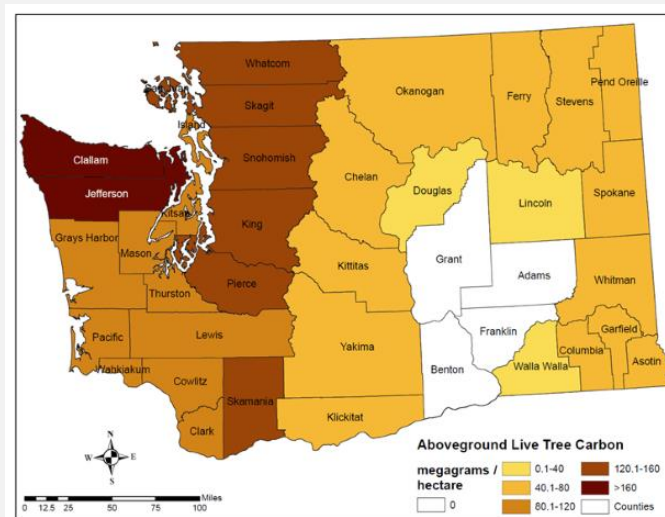 Whatcom
Okanogan
Ferry
Stevens
Pend Oreille
Skagit
Island
Clallam
Snohomish
Chelan
Jefferson
Douglas
Lincoln
Spokane
Kitsap
King
Grays Harbor
Mason
Kittitas
Grant
Adams
Whitman
Thurston
Pierce
Pacific
Lewis
Yakima
Franklin
Garfield
Wahkiakum
Benton
Walla Walla
Columbia
Asotin
Cowlitz
Skamania
Klickitat
Clark
N
W E
S
Miles
0 12.5 25 50 75 100
Aboveground Live Tree Carbon
megagrams /
hectare
0
0.1-40
40.1-80
80.1-120
120.1-160
>160
Counties